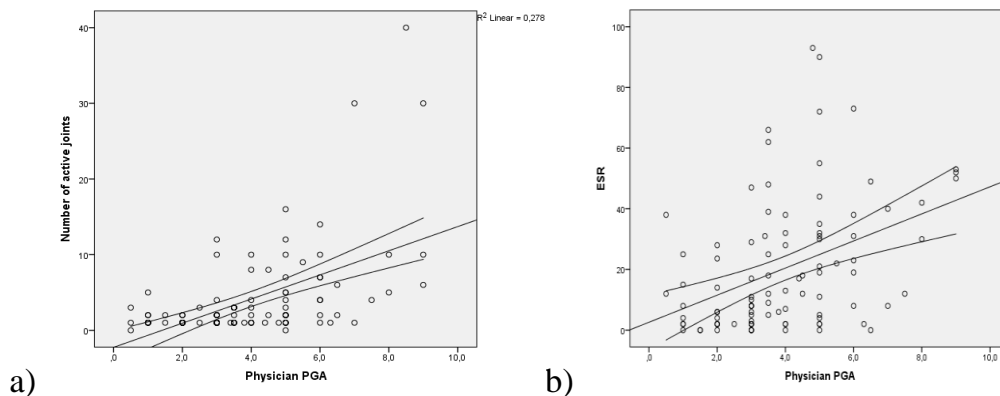 R² Linear = 0,278
Number of active joints
40
30
20
10
0
,0 2,0 4,0 6,0 8,0 10,0
Physician PGA
a)
ESR
100
80
60
40
20
0
,0 2,0 4,0 6,0 8,0 10,0
Physician PGA
b)